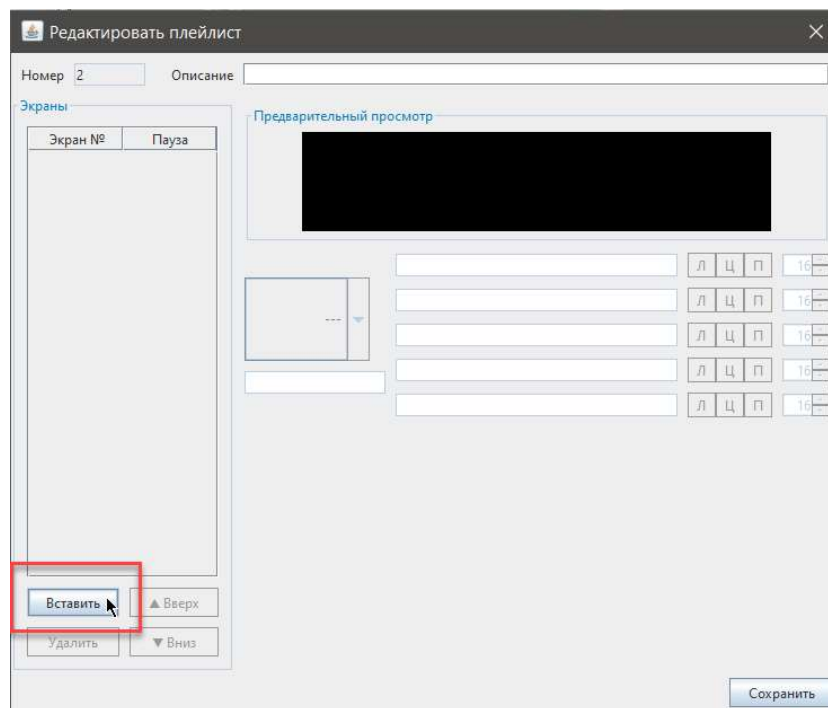 Редактировать плейлист
Номер 2 Описание
Экраны
Экран № Пауза
Предварительный просмотр
Л Ц П 16
--- Л Ц П 16
Л Ц П 16
Л Ц П 16
Л Ц П 16
Вставить ▲ Вверх
Удалить ▼ Вниз
Сохранить